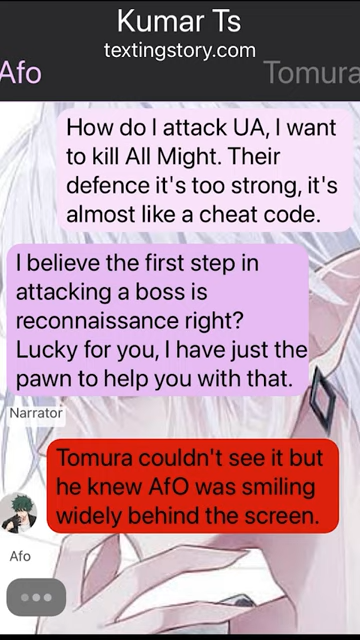 Kumar Ts
textingstory.com
Afo
Tomura
How do I attack UA, I want
to kill All Might. Their
defence it's too strong, it's
almost like a cheat code.
I believe the first step in
attacking a boss is
reconnaissance right?
Lucky for you, I have just the
pawn to help you with that.
Narrator
Tomura couldn't see it but
he knew AfO was smiling
widely behind the screen.
Afo